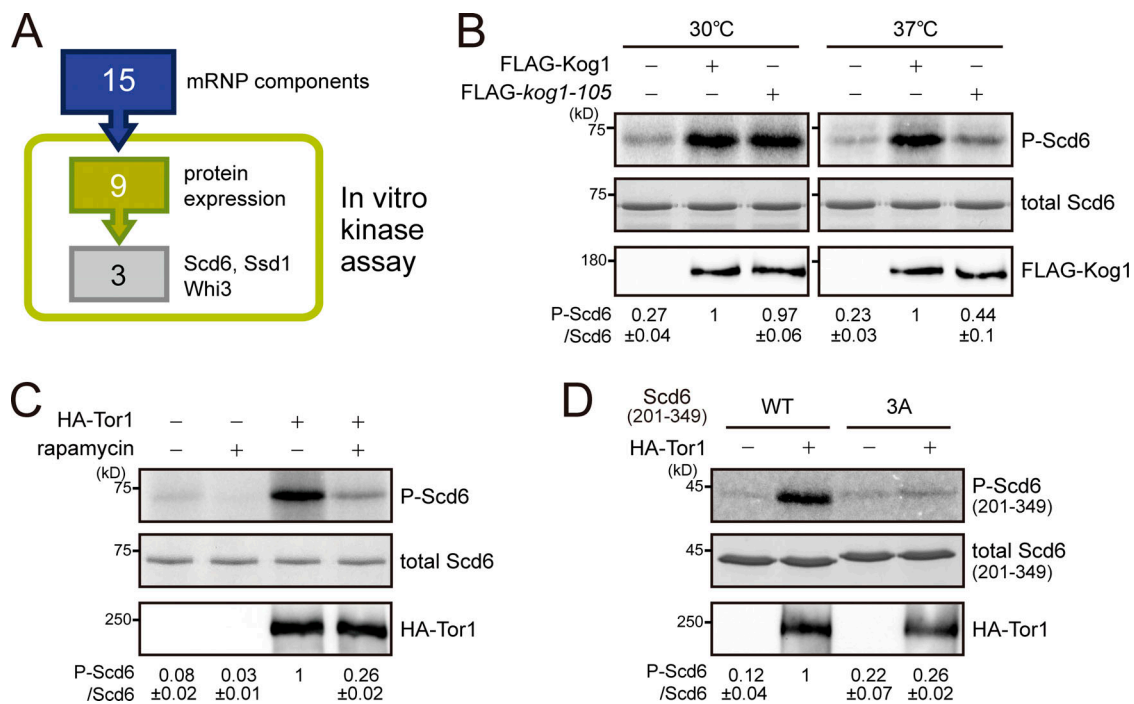 A
15
mRNP components
9
protein
expression
3
Scd6, Ssd1
Whi3
In vitro
kinase
assay
B
30℃ 37℃
FLAG-Kog1 – + – – + –
FLAG-kog1-105 – – + – – +
(kD)
75
P-Scd6
75
total Scd6
180
FLAG-Kog1
P-Scd6 0.27 1 0.97 0.23 1 0.44
/Scd6 ±0.04 ±0.06 ±0.03 ±0.1
C
HA-Tor1 – – + +
rapamycin – + – +
(kD)
75
P-Scd6
75
total Scd6
250
HA-Tor1
P-Scd6 0.08 0.03 1 0.26
/Scd6 ±0.02 ±0.01 ±0.02
D
Scd6
(201-349)
WT 3A
HA-Tor1 – + – +
(kD)
45
P-Scd6
(201-349)
45
total Scd6
(201-349)
250
HA-Tor1
P-Scd6 0.12 1 0.22 0.26
/Scd6 ±0.04 ±0.07 ±0.02